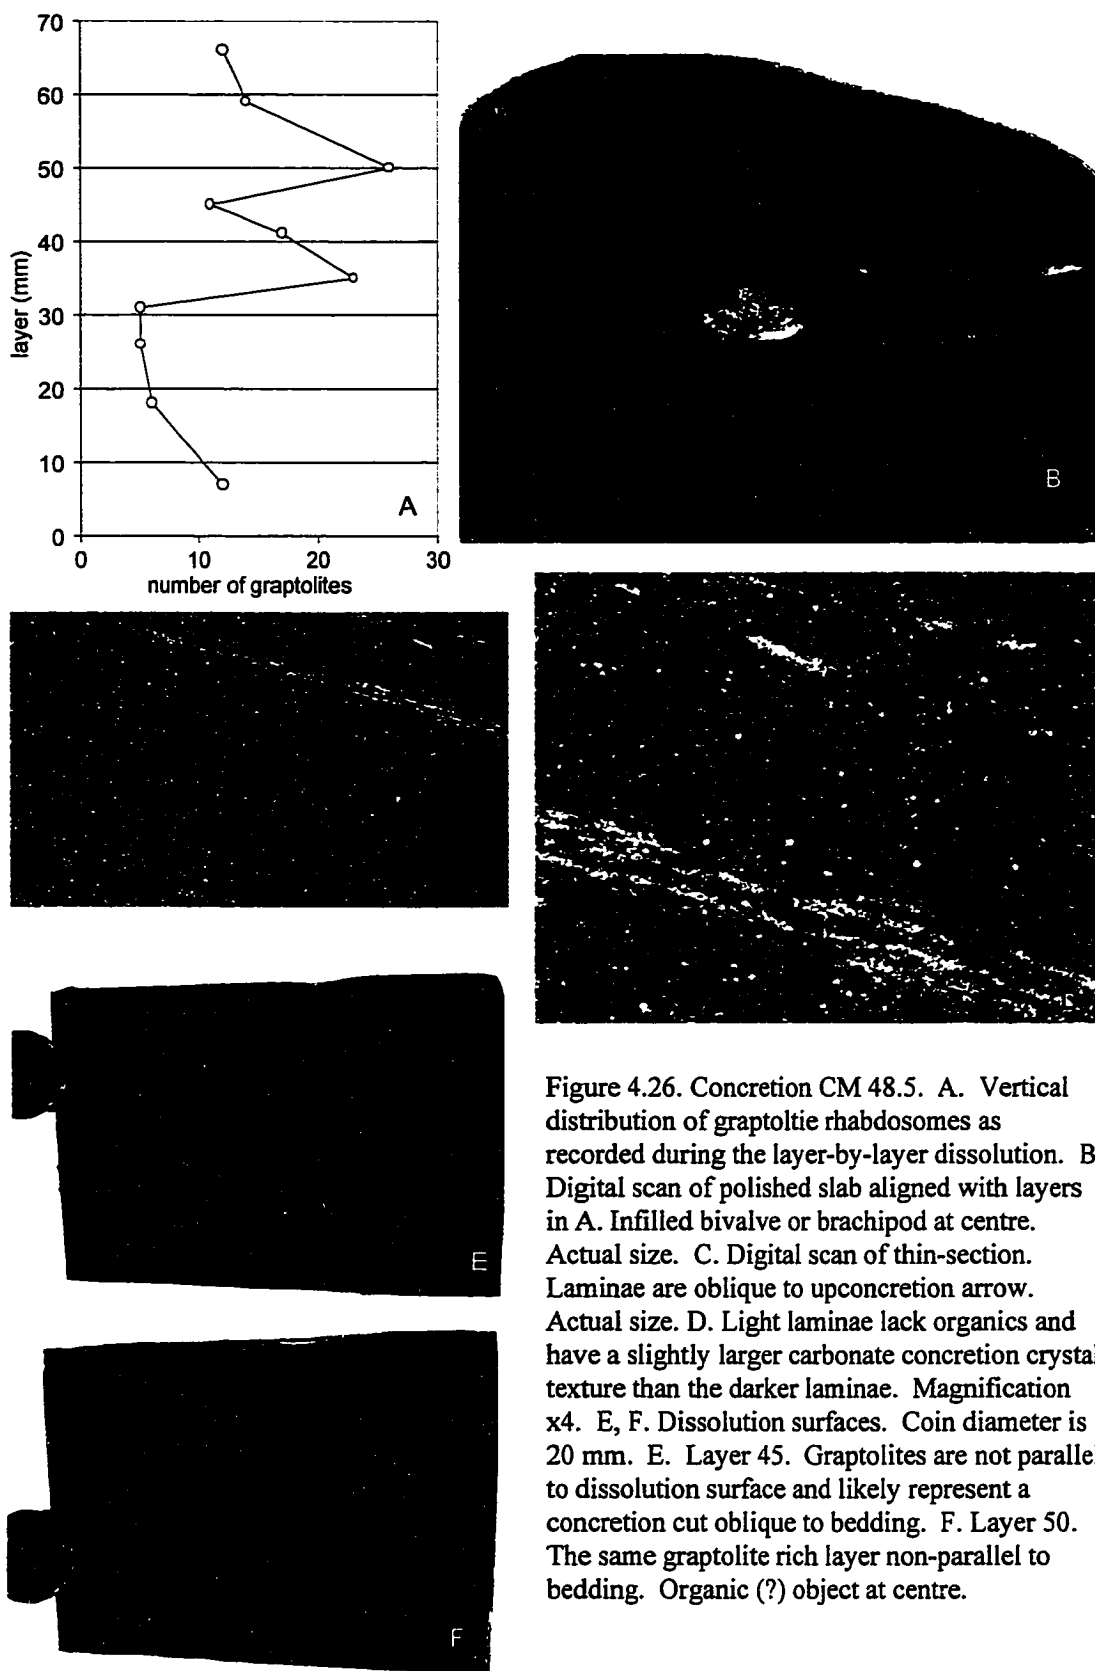 70
60
50
40
30
20
10
0
layer (mm)
0 10 20 30
number of graptolites
A
B
E
F
Figure 4.26. Concretion CM 48.5. A. Vertical
distribution of graptoltie rhabdosomes as
recorded during the layer-by-layer dissolution. B
Digital scan of polished slab aligned with layers
in A. Infilled bivalve or brachipod at centre.
Actual size. C. Digital scan of thin-section.
Laminae are oblique to upconcretion arrow.
Actual size. D. Light laminae lack organics and
have a slightly larger carbonate concretion crystal
texture than the darker laminae. Magnification
x4. E, F. Dissolution surfaces. Coin diameter is
20 mm. E. Layer 45. Graptolites are not parallel
to dissolution surface and likely represent a
concretion cut oblique to bedding. F. Layer 50.
The same graptolite rich layer non-parallel to
bedding. Organic (?) object at centre.